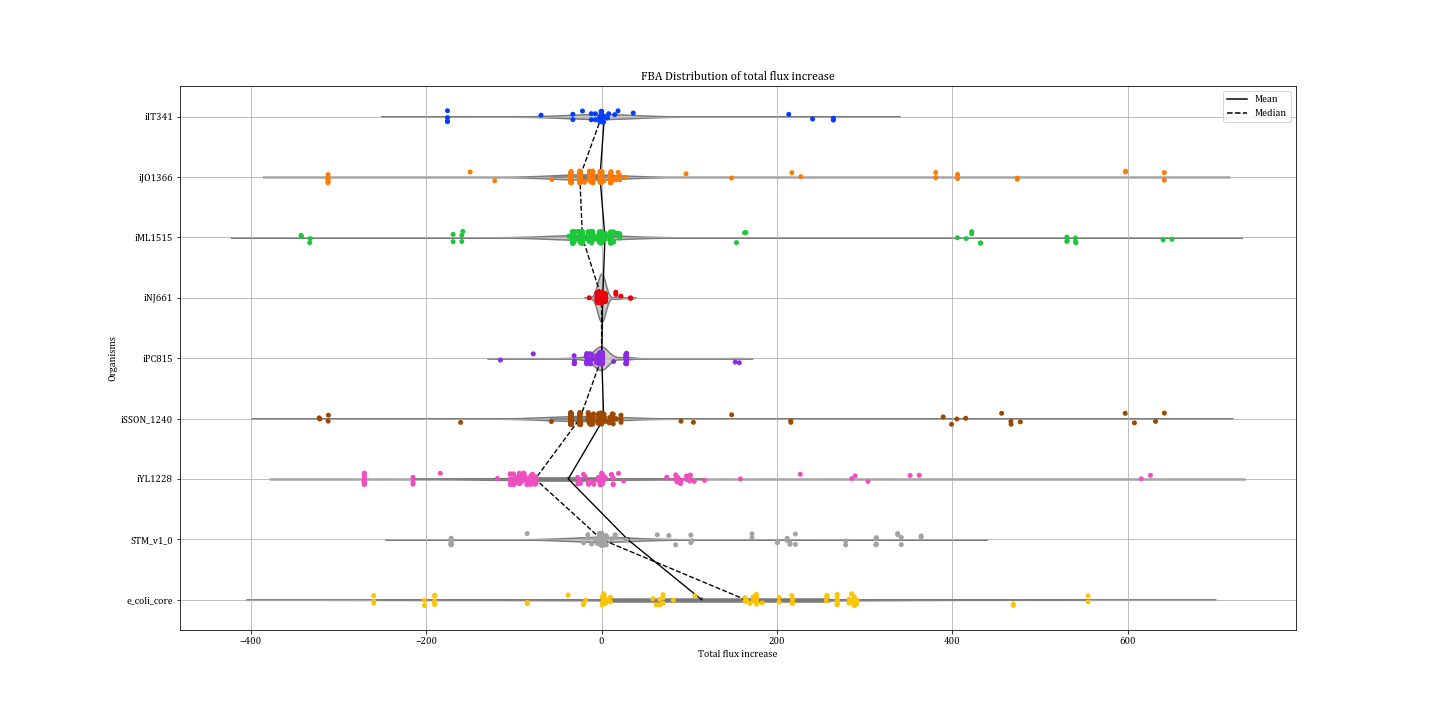 FBA Distribution of total flux increase
Mean
Median
iIT341
iJO1366
iML1515
iNJ661
iPC815
iSSON_1240
iYL1228
STM_v1_0
e_coli_core
Organisms
−400
−200
0
200
400
600
Total flux increase